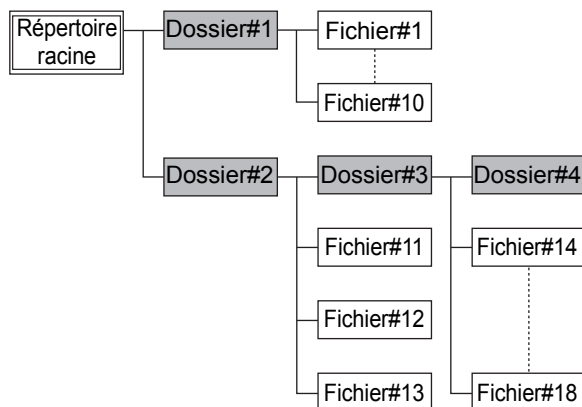 Répertoire
racine
Dossier#1
Fichier#1
Fichier#10
Dossier#2
Dossier#3
Dossier#4
Fichier#11
Fichier#14
Fichier#12
Fichier#13
Fichier#18